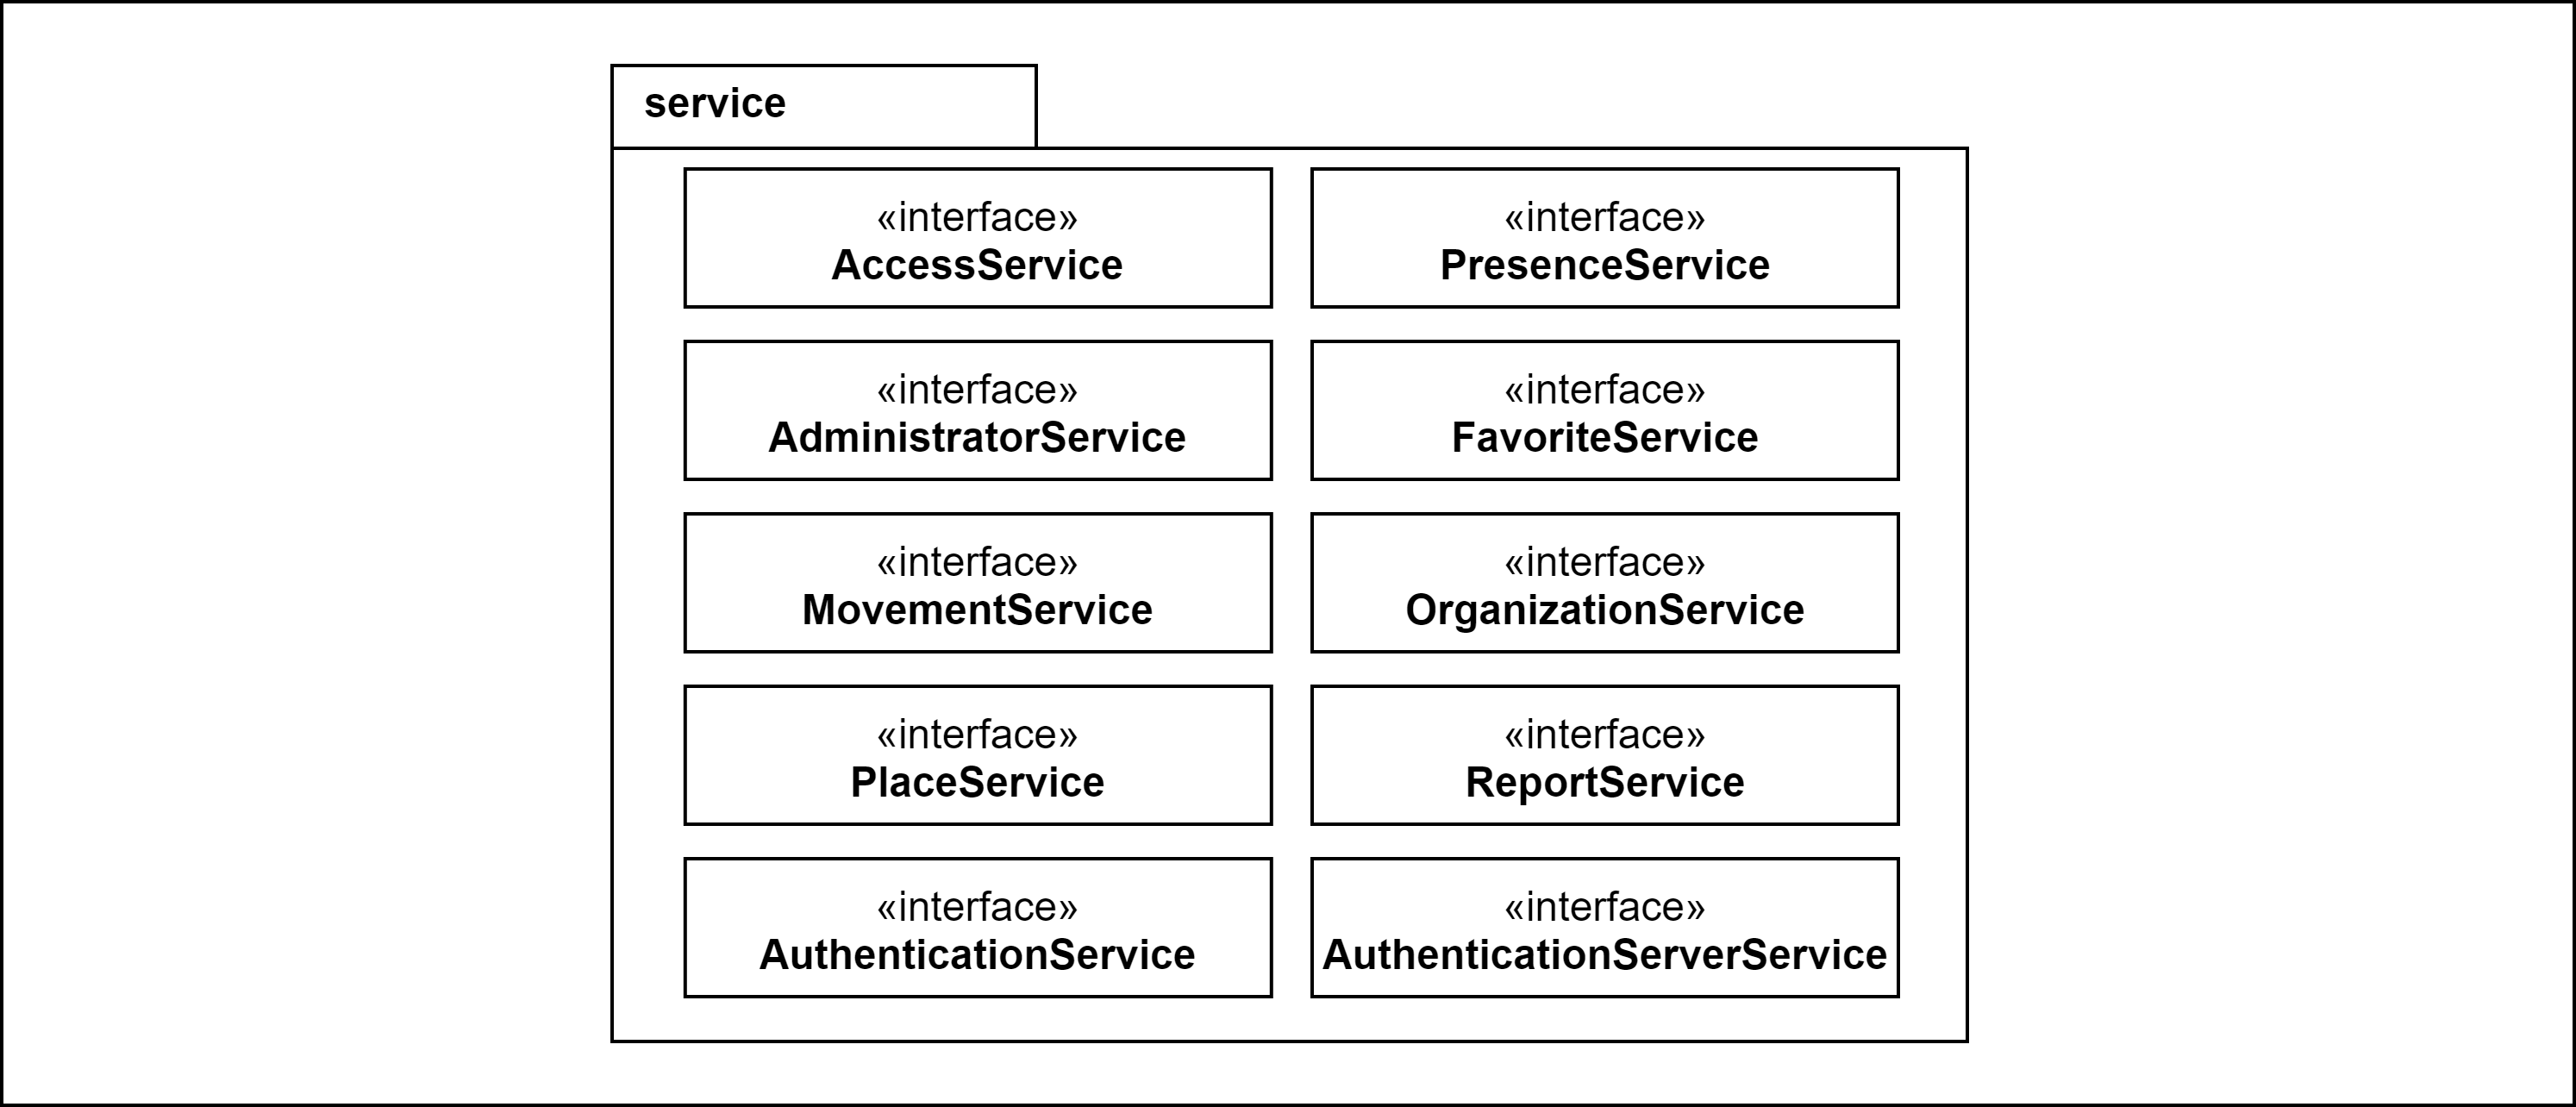 service
«interface»
AccessService
«interface»
PresenceService
«interface»
AdministratorService
«interface»
FavoriteService
«interface»
MovementService
«interface»
OrganizationService
«interface»
PlaceService
«interface»
ReportService
«interface»
AuthenticationService
«interface»
AuthenticationServerService